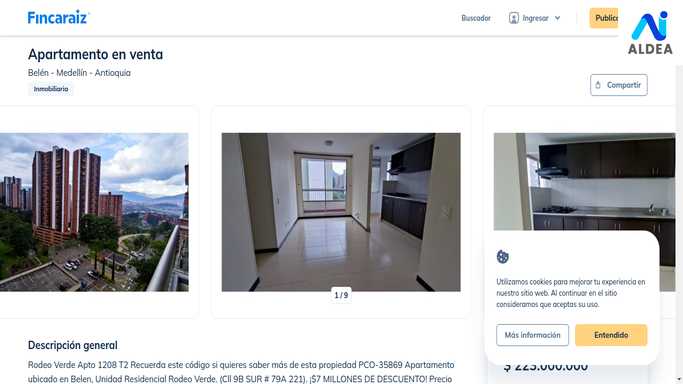 Fincaraiz
Buscador
Ingresar
Publica
ALDEA
Apartamento en venta
Belén - Medellín - Antioquia
Inmobiliario
Compartir
1 / 9
Utilizamos cookies para mejorar tu experiencia en
nuestro sitio web. Al continuar en el sitio
consideramos que aceptas su uso.
Más información
Entendido
Descripción general
Rodeo Verde Apto 1208 T2 Recuerda este código si quieres saber más de esta propiedad PCO-35869 Apartamento
ubicado en Belen, Unidad Residencial Rodeo Verde, (Cll 9B SUR # 79A 221), ¡$7 MILLONES DE DESCUENTO! Precio
$ 223.000.000